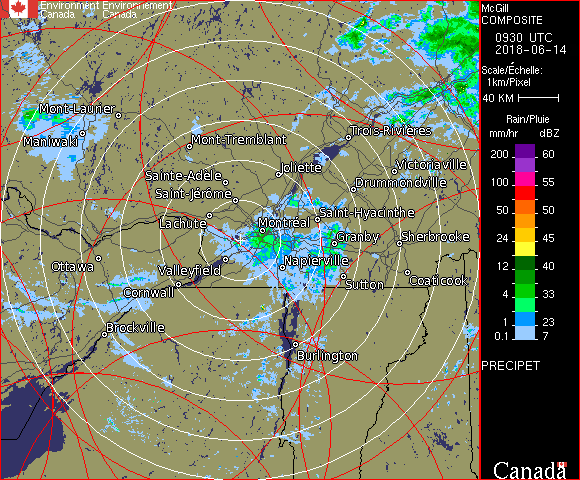 Environment Environnement
Canada Canada
McGill
COMPOSITE
0930 UTC
2018-06-14
Scale/Échelle:
1km/Pixel
40 KM
Rain/Pluie
mm/hr dBZ
200 60
100 55
50 50
24 45
12 40
4 33
1 23
0.1 7
PRECIPET
Mont-Laurier
Maniwaki
Mont-Tremblant
Trois-Rivières
Sainte-Adèle
Joliette
Victoriaville
Saint-Jérôme
Drummondville
Lachute
Montréal
Saint-Hyacinthe
Granby
Sherbrooke
Ottawa
Valleyfield
Napierville
Cornwall
Sutton
Coaticook
Brockville
Burlington
Canada